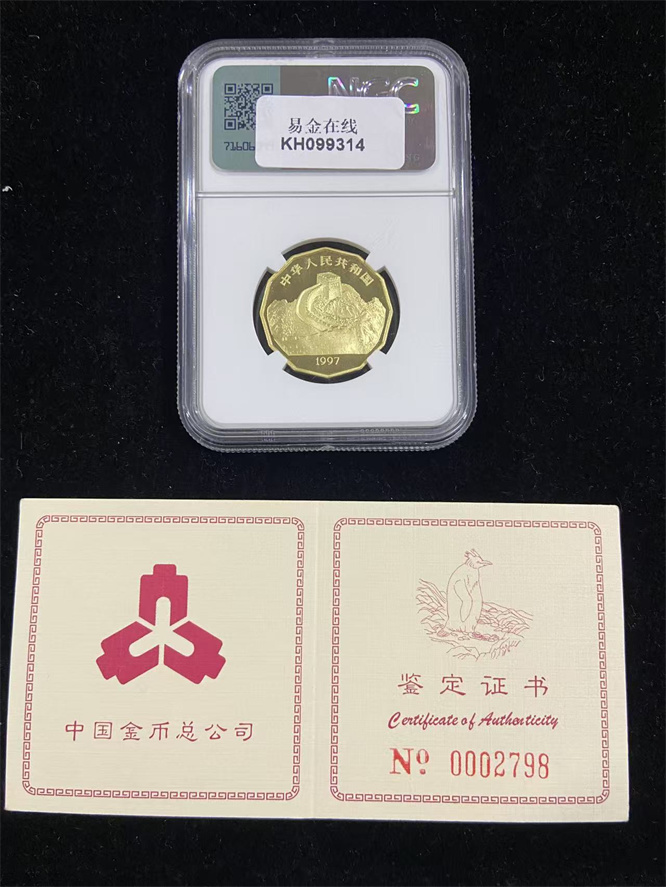 NGC
易金在线
KH099314
中华人民共和国
1997
中国金币总公司
鉴定证书
Certificate of Authenticity
Nº 0002798